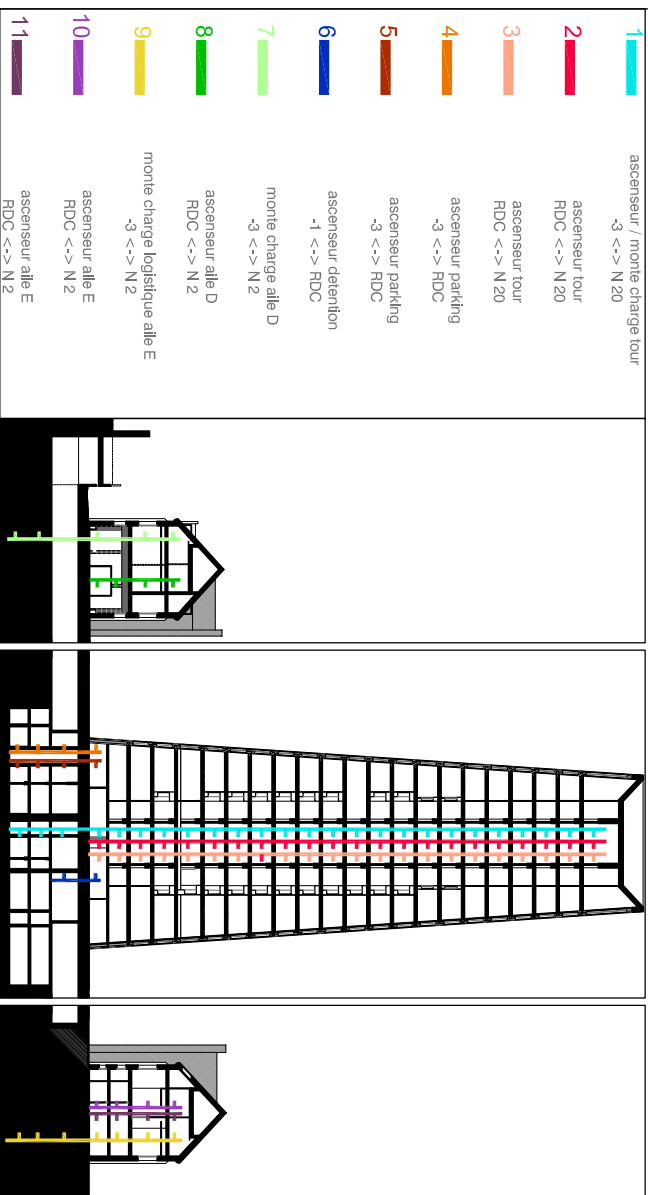 1
ascenseur / monte charge tour
-3 <-> N 20
2
ascenseur tour
RDC <-> N 20
3
ascenseur tour
RDC <-> N 20
4
ascenseur parking
-3 <-> RDC
5
ascenseur parking
-3 <-> RDC
6
ascenseur detention
-1 <-> RDC
7
monte charge aile D
-3 <-> N 2
8
ascenseur aile D
RDC <-> N 2
9
monte charge logistique aile E
-3 <-> N 2
10
ascenseur aile E
RDC <-> N 2
11
ascenseur aile E
RDC <-> N 2